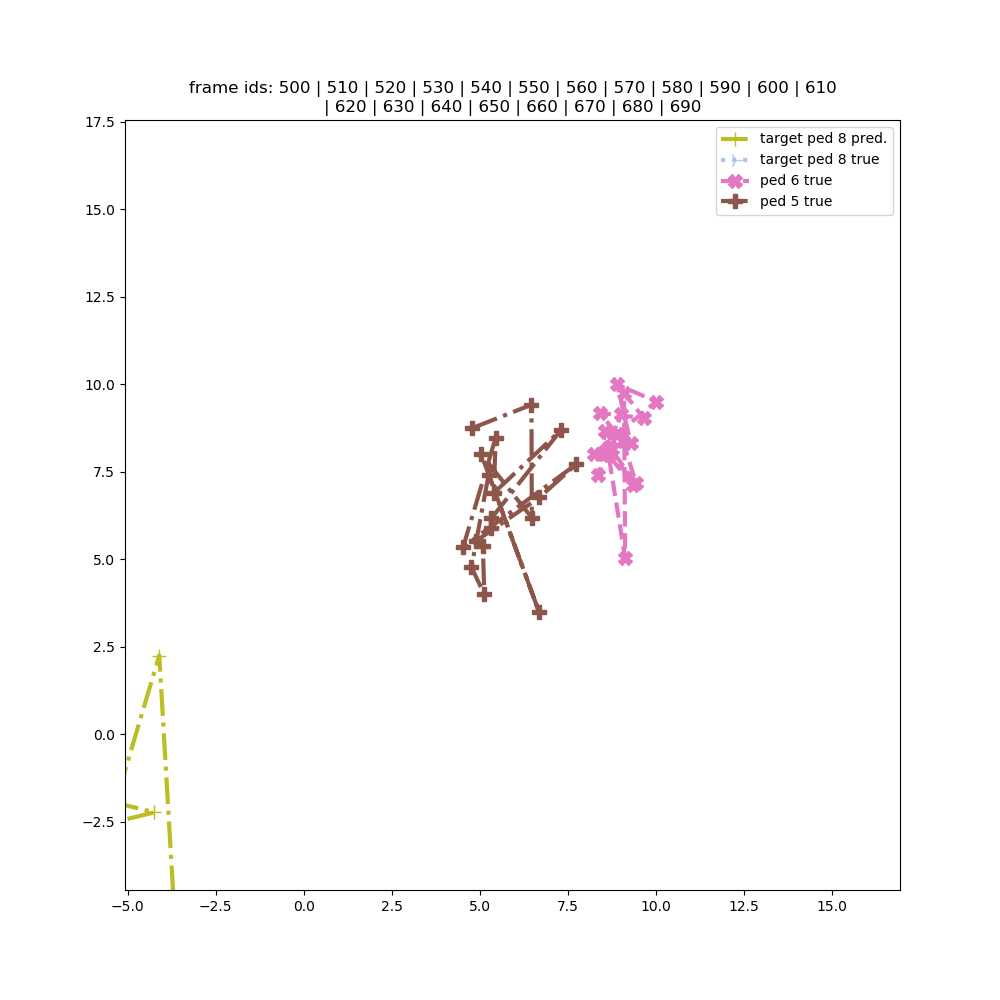 frame ids: 500 | 510 | 520 | 530 | 540 | 550 | 560 | 570 | 580 | 590 | 600 | 610
| 620 | 630 | 640 | 650 | 660 | 670 | 680 | 690
target ped 8 pred.
target ped 8 true
ped 6 true
ped 5 true
17.5
15.0
12.5
10.0
7.5
5.0
2.5
0.0
−2.5
−5.0 −2.5 0.0 2.5 5.0 7.5 10.0 12.5 15.0